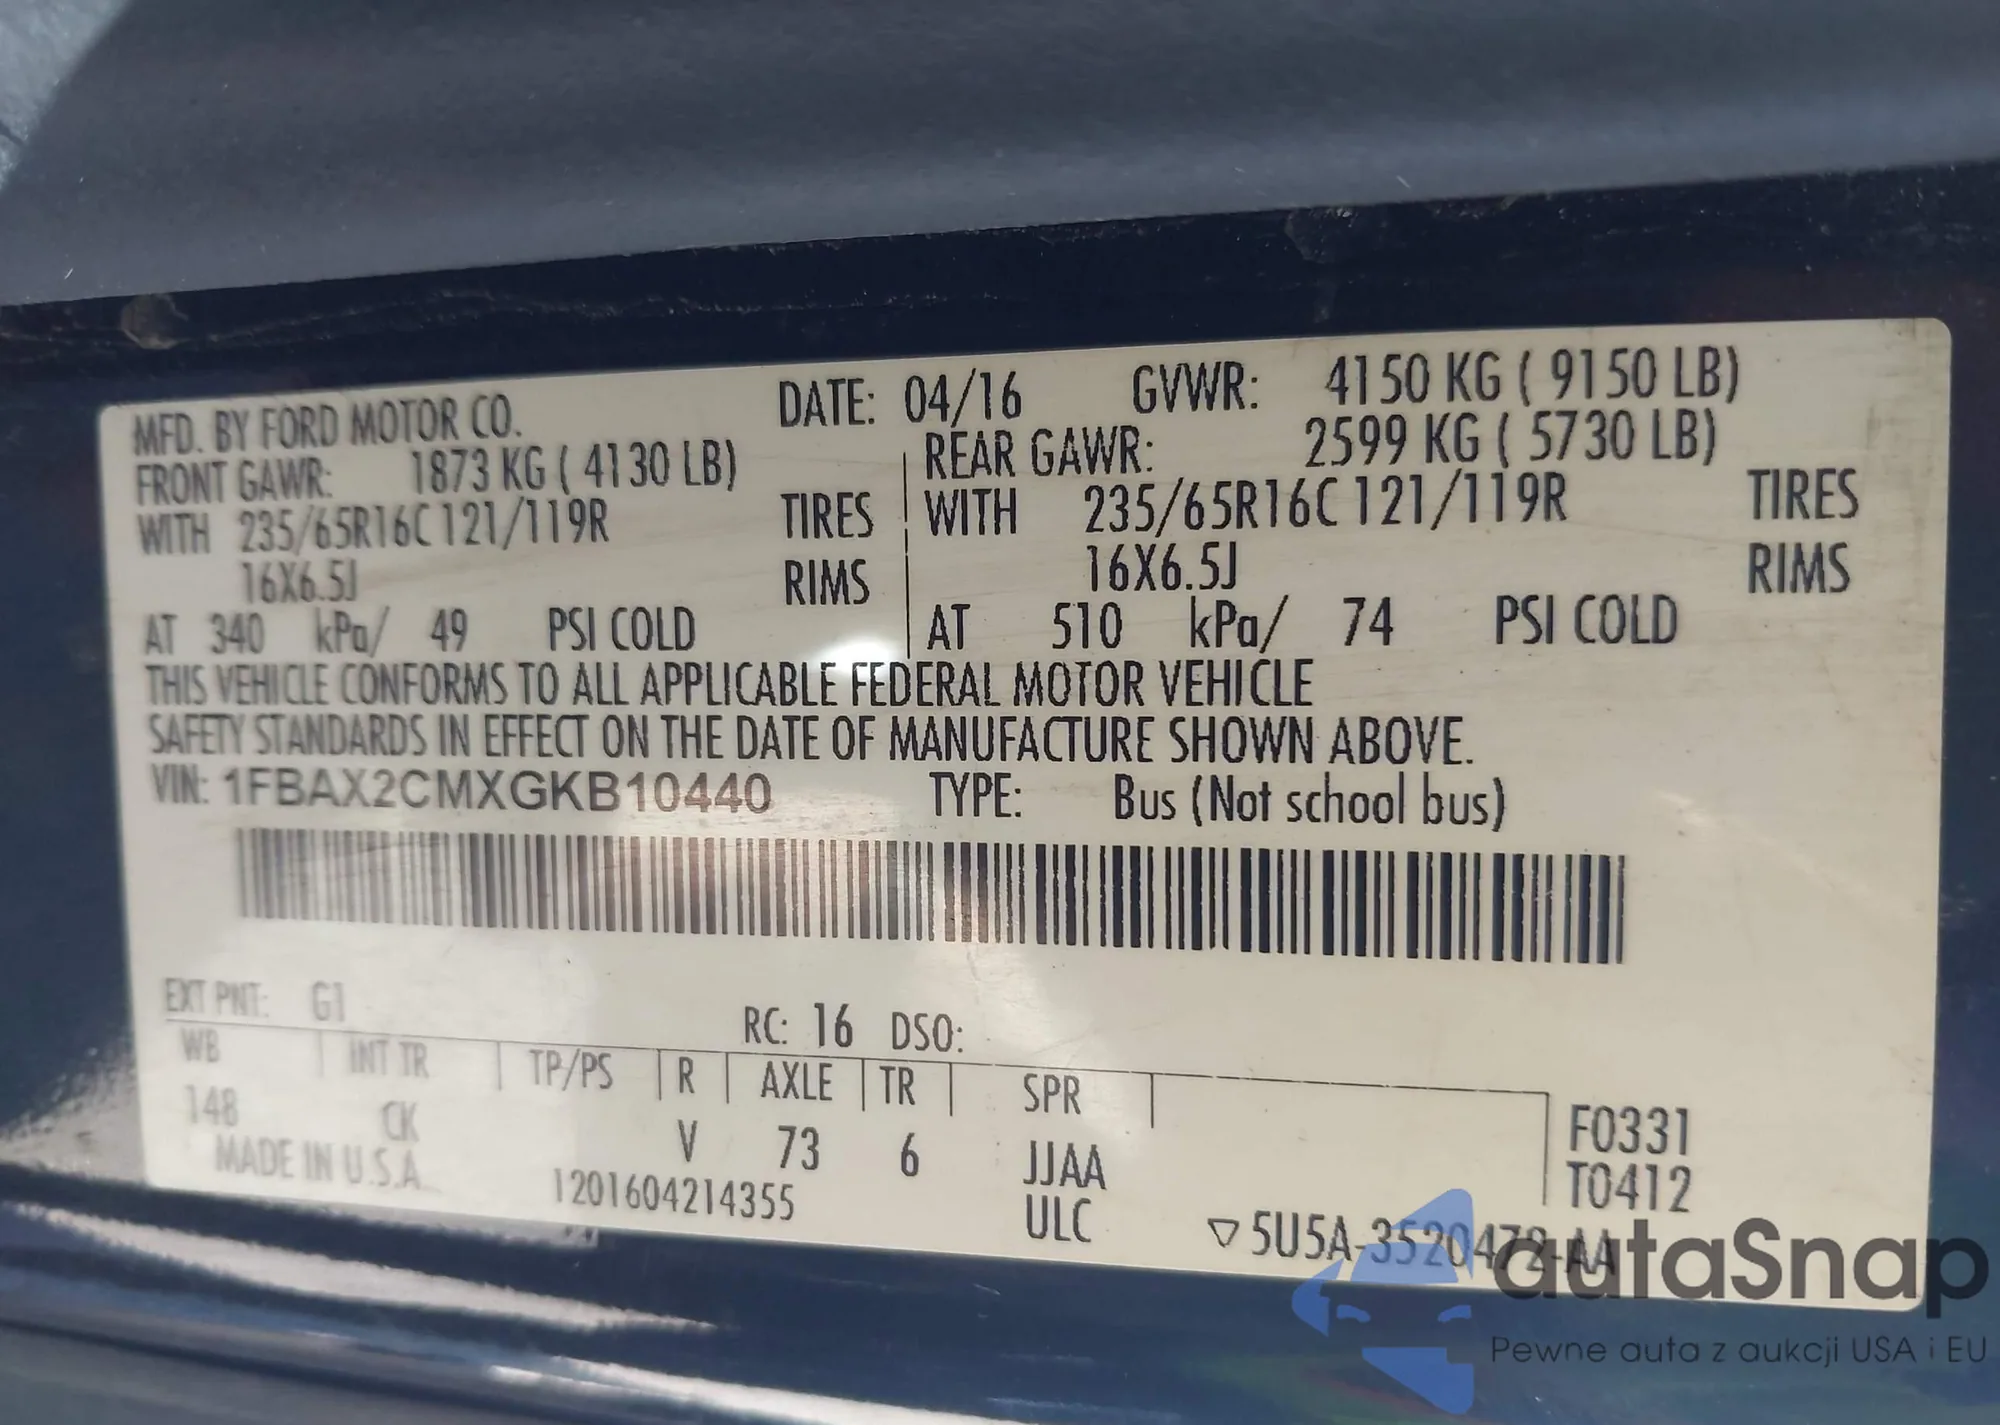 MFD. BY FORD MOTOR CO. DATE: 04/16 GVWR: 4150 KG ( 9150 LB)
FRONT GAWR: 1873 KG ( 4130 LB) REAR GAWR: 2599 KG ( 5730 LB)
WITH 235/65R16C 121/119R TIRES WITH 235/65R16C 121/119R TIRES
16X6.5J RIMS 16X6.5J RIMS
AT 340 kPa/ 49 PSI COLD AT 510 kPa/ 74 PSI COLD
THIS VEHICLE CONFORMS TO ALL APPLICABLE FEDERAL MOTOR VEHICLE
SAFETY STANDARDS IN EFFECT ON THE DATE OF MANUFACTURE SHOWN ABOVE.
VIN: 1FBAX2CMXGKB10440 TYPE: Bus (Not school bus)
EXT PNT: G1 RC: 16 DSO:
WB INT TR TP/PS R AXLE TR SPR
148 CK V 73 6 JJAA F0331
MADE IN U.S.A. 1201604214355 ULC T0412
▽5U5A-3520472-AA
autaSnap
Pewne auta z aukcji USA i EU